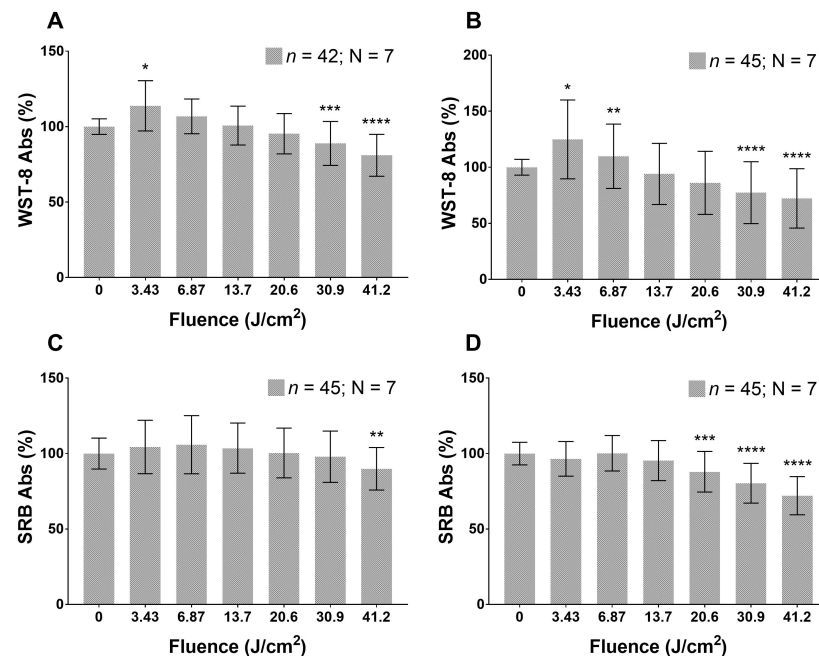 A
n = 42; N = 7
WST-8 Abs (%)
150
100
50
0
*
***
****
0 3.43 6.87 13.7 20.6 30.9 41.2
Fluence (J/cm²)
B
n = 45; N = 7
WST-8 Abs (%)
200
150
100
50
0
*
**
****
****
0 3.43 6.87 13.7 20.6 30.9 41.2
Fluence (J/cm²)
C
n = 45; N = 7
SRB Abs (%)
150
100
50
0
**
0 3.43 6.87 13.7 20.6 30.9 41.2
Fluence (J/cm²)
D
n = 45; N = 7
SRB Abs (%)
150
100
50
0
***
****
****
0 3.43 6.87 13.7 20.6 30.9 41.2
Fluence (J/cm²)